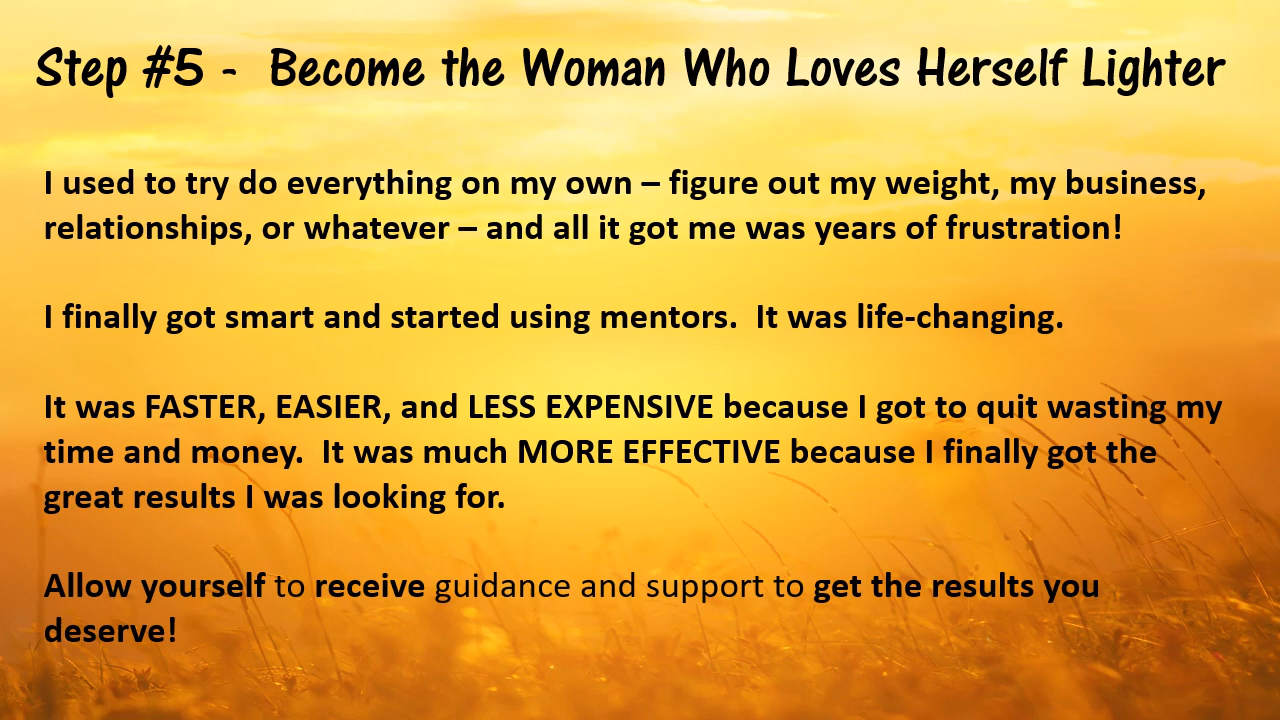 Step #5 -  Become the Woman Who Loves Herself Lighter
I used to try do everything on my own – figure out my weight, my business,
relationships, or whatever – and all it got me was years of frustration!
I finally got smart and started using mentors.  It was life-changing.
It was FASTER, EASIER, and LESS EXPENSIVE because I got to quit wasting my
time and money.  It was much MORE EFFECTIVE because I finally got the
great results I was looking for.
Allow yourself to receive guidance and support to get the results you
deserve!